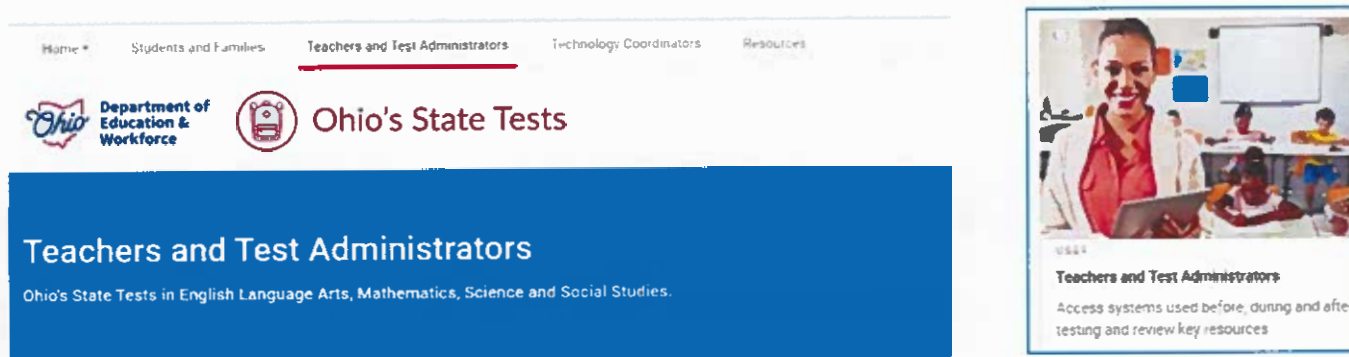 Home
Students and Families
Teachers and Test Administrators
Technology Coordinators
Resources
Ohio
Department of
Education &
Workforce
Ohio's State Tests
Teachers and Test Administrators
Ohio's State Tests in English Language Arts, Mathematics, Science and Social Studies.
USER
Teachers and Test Administrators
Access systems used before, during and afte
testing and review key resources